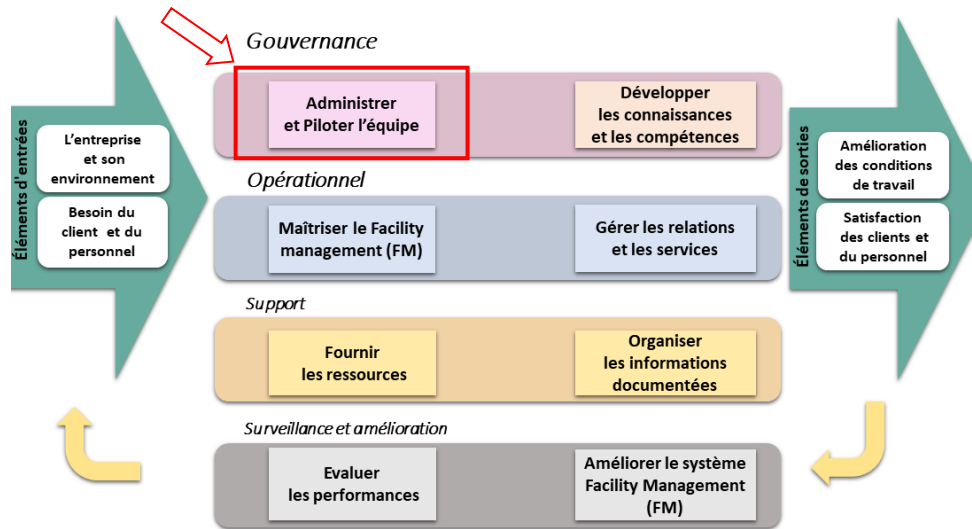 Gouvernance
Éléments d'entrées
L'entreprise
et son
environnement
Besoin du
client et du
personnel
Administrer
et Piloter l'équipe
Développer
les connaissances
et les compétences
Opérationnel
Maîtriser le Facility
management (FM)
Gérer les relations
et les services
Support
Fournir
les ressources
Organiser
les informations
documentées
Surveillance et amélioration
Evaluer
les performances
Améliorer le système
Facility Management
(FM)
Éléments de sorties
Amélioration
des conditions
de travail
Satisfaction
des clients et
du personnel